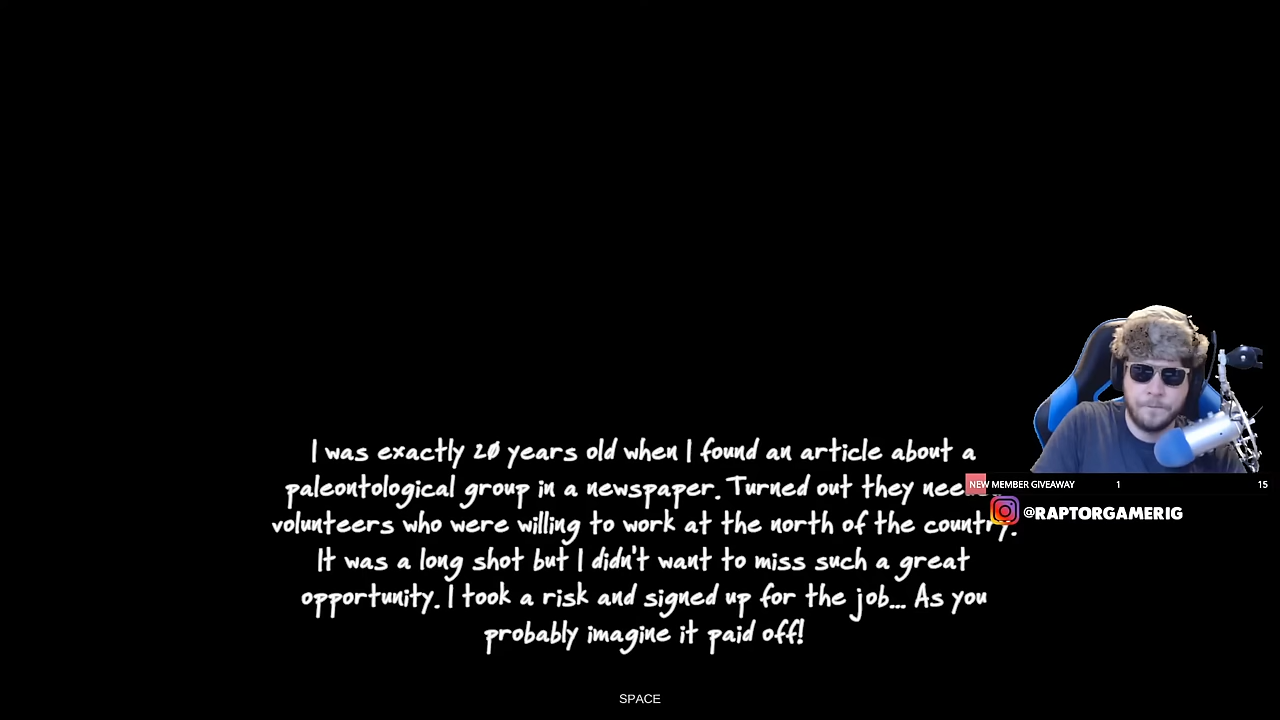 I was exactly 20 years old when I found an article about a
paleontological group in a newspaper. Turned out they
volunteers who were willing to work at the north of the country.
It was a long shot but I didn't want to miss such a great
opportunity. I took a risk and signed up for the job... As you
probably imagine it paid off!
NEW MEMBER GIVEAWAY 1 15
@RAPTORGAMERIG
SPACE